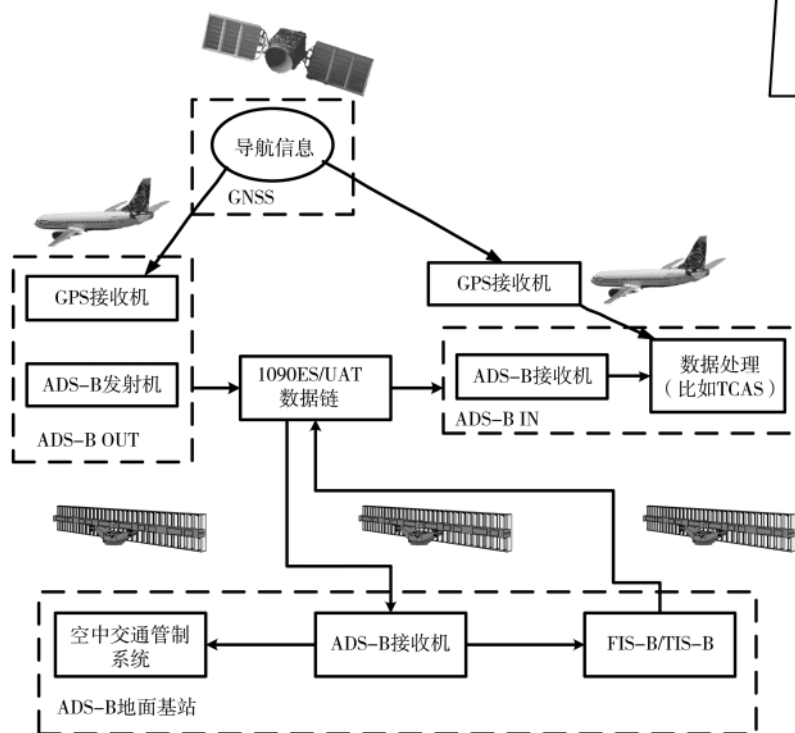 导航信息
GNSS
GPS接收机
GPS接收机
ADS-B发射机
ADS-B OUT
1090ES/UAT
数据链
ADS-B接收机
数据处理
（比如TCAS）
ADS-B IN
空中交通管制
系统
ADS-B接收机
FIS-B/TIS-B
ADS-B地面基站